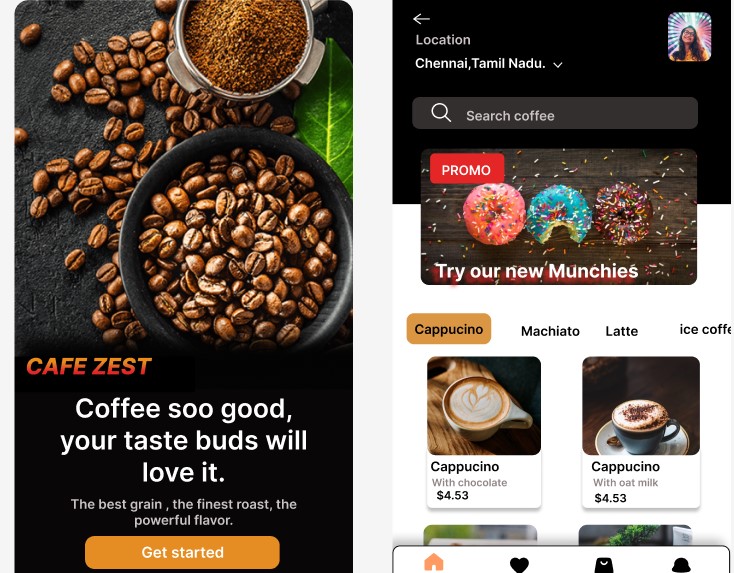 CAFE ZEST
Coffee soo good,
your taste buds will
love it.
The best grain , the finest roast, the
powerful flavor.
Get started
Location
Chennai,Tamil Nadu.
Search coffee
PROMO
Try our new Munchies
Cappucino
Machiato
Latte
ice coffe
Cappucino
With chocolate
$4.53
Cappucino
With oat milk
$4.53